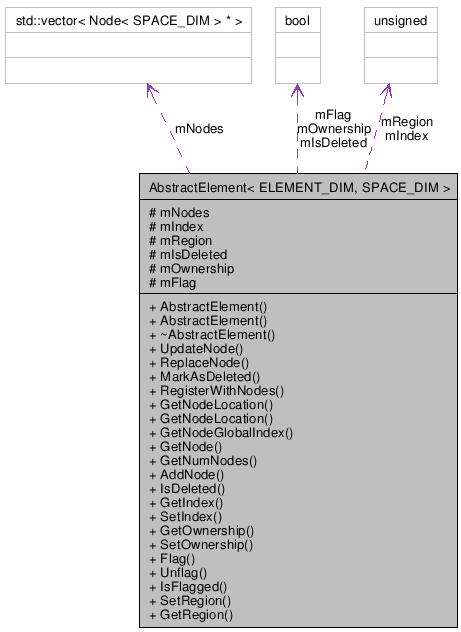 std::vector< Node< SPACE_DIM > * >
bool
unsigned
mNodes
mFlag
mOwnership
mIsDeleted
mRegion
mIndex
AbstractElement< ELEMENT_DIM, SPACE_DIM >
# mNodes
# mIndex
# mRegion
# mIsDeleted
# mOwnership
# mFlag
+ AbstractElement()
+ AbstractElement()
+ ~AbstractElement()
+ UpdateNode()
+ ReplaceNode()
+ MarkAsDeleted()
+ RegisterWithNodes()
+ GetNodeLocation()
+ GetNodeLocation()
+ GetNodeGlobalIndex()
+ GetNode()
+ GetNumNodes()
+ AddNode()
+ IsDeleted()
+ GetIndex()
+ SetIndex()
+ GetOwnership()
+ SetOwnership()
+ Flag()
+ Unflag()
+ IsFlagged()
+ SetRegion()
+ GetRegion()